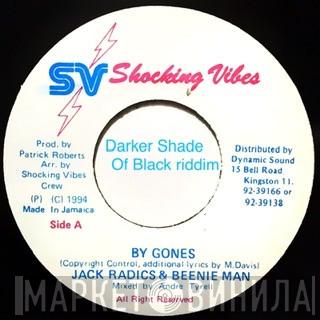 SV Shocking Vibes
Prod. by
Patrick Roberts
Arr. by
Shocking Vibes
Crew
(P) (C) 1994
Made In Jamaica
Side A
Darker Shade
Of Black riddim
Distributed by
Dynamic Sound
15 Bell Road
Kingston 11.
92-39166 or
92-39138
BY GONES
(Copyright Control, additional lyrics by M.Davis)
JACK RADICS & BEENIE MAN
Mixed by Andre Tyrell
All Right Reserved
МАРКЕТ ВИНИЛА